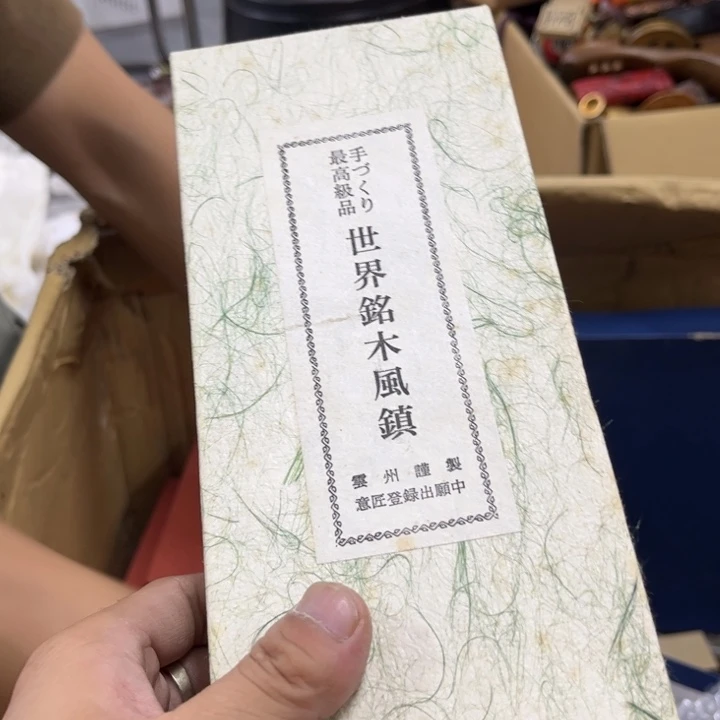 手づくり
最高級品
世界銘木風鎮
雲州謹製
意匠登録出願中